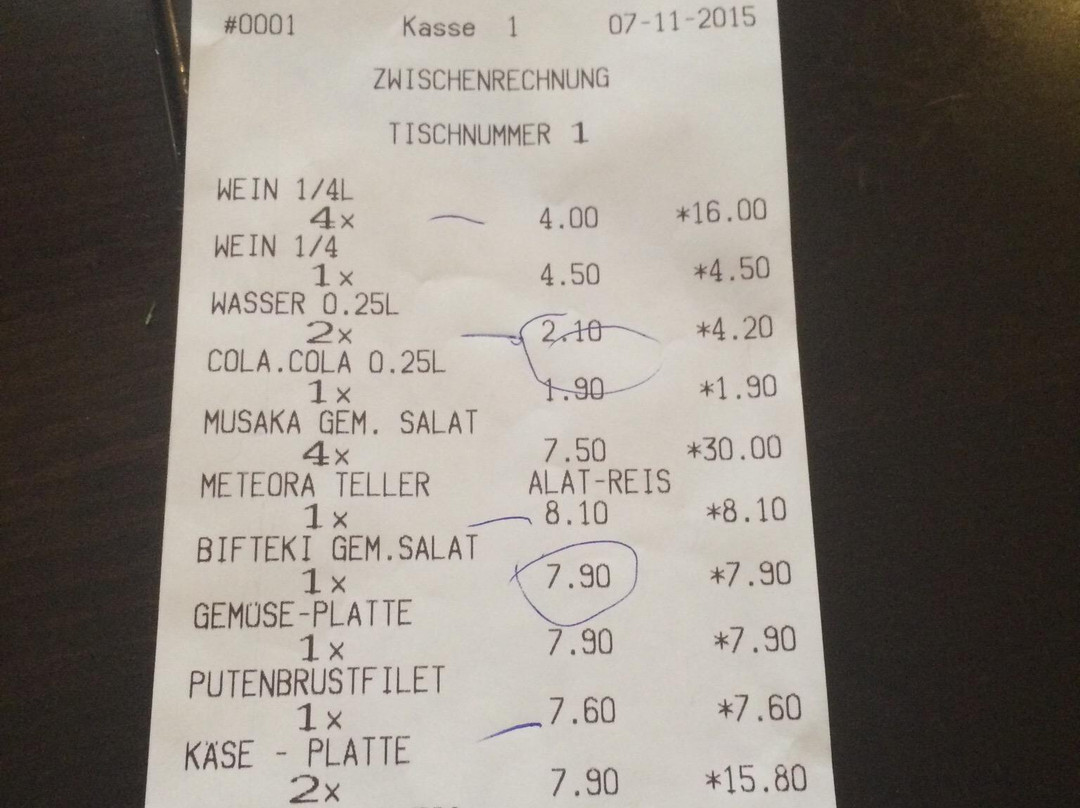 #0001 Kasse 1 07-11-2015
ZWISCHENRECHNUNG
TISCHNUMMER 1
WEIN 1/4L
4x 4.00 *16.00
WEIN 1/4
1x 4.50 *4.50
WASSER 0.25L
2x 2.10 *4.20
COLA.COLA 0.25L
1x 1.90 *1.90
MUSAKA GEM. SALAT
4x 7.50 *30.00
METEORA TELLER ALAT-REIS
1x 8.10 *8.10
BIFTEKI GEM.SALAT
1x 7.90 *7.90
GEMÜSE-PLATTE
1x 7.90 *7.90
PUTENBRUSTFILET
1x 7.60 *7.60
KÄSE - PLATTE
2x 7.90 *15.80